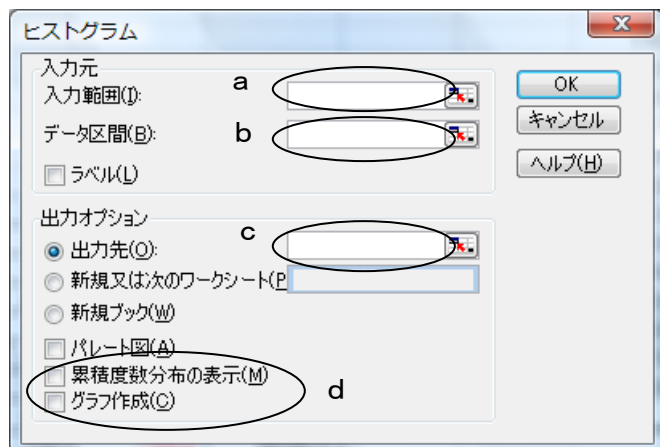 ヒストグラム
入力元
入力範囲(I):
a
データ区間(B):
b
ラベル(L)
OK
キャンセル
ヘルプ(H)
出力オプション
出力先(O):
c
新規又は次のワークシート(P
新規ブック(W)
パレート図(A)
累積度数分布の表示(M)
グラフ作成(C)
d